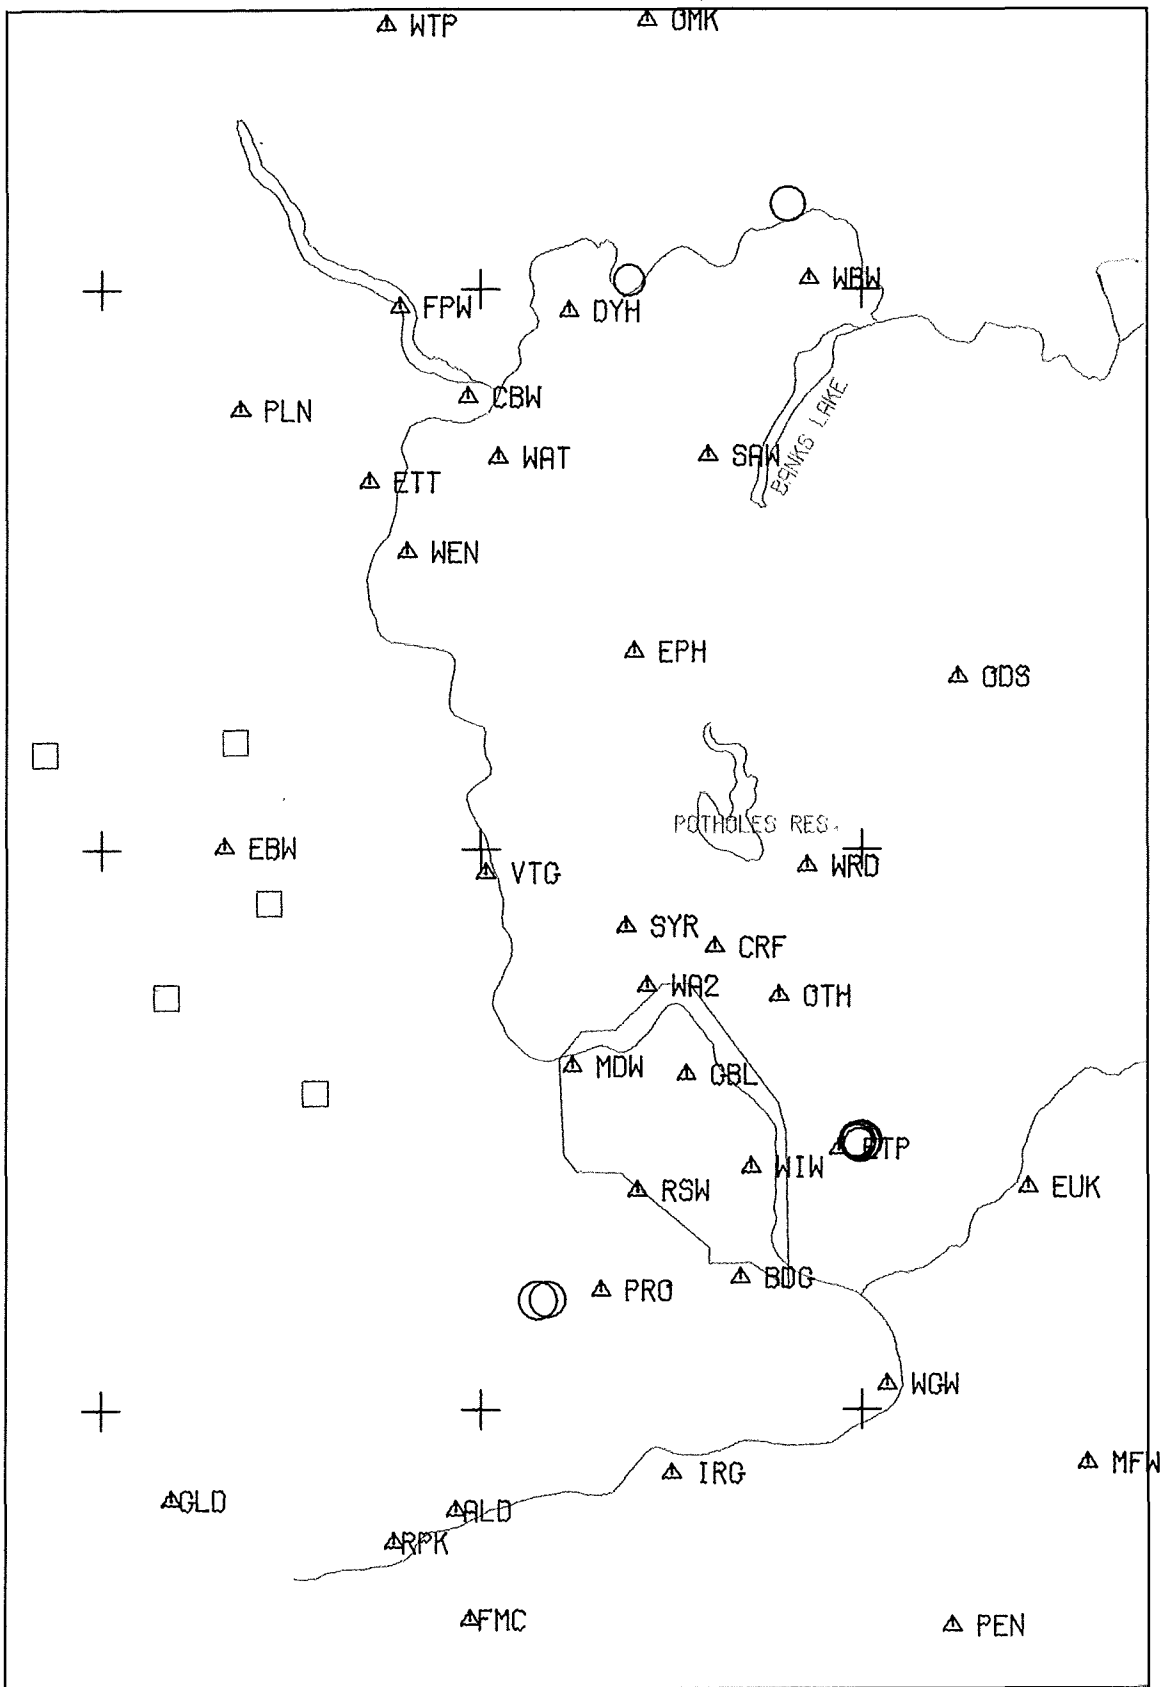 WTP
OMK
WBW
FPW
DYH
CBW
PLN
WAT
SAW
BANKS LAKE
ETT
WEN
EPH
ODS
POTHOLES RES.
EBW
VTG
WRD
SYR
CRF
WA2
OTH
MDW
GBL
ETP
WIW
RSW
EUK
BDG
PRO
WGW
MFW
IRG
GLD
ALD
RPK
FMC
PEN